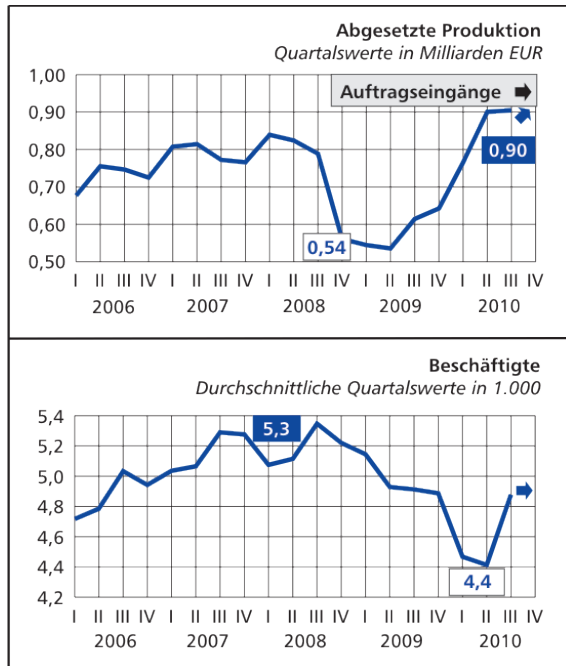 Abgesetzte Produktion
Quartalswerte in Milliarden EUR
1,00
Auftragseingänge
0,90
0,90
0,80
0,70
0,60
0,54
0,50
I II III IV I II III IV I II III IV I II III IV I II III IV
2006 2007 2008 2009 2010
Beschäftigte
Durchschnittliche Quartalswerte in 1.000
5,4
5,3
5,2
5,0
4,8
4,6
4,4
4,4
4,2
I II III IV I II III IV I II III IV I II III IV I II III IV
2006 2007 2008 2009 2010